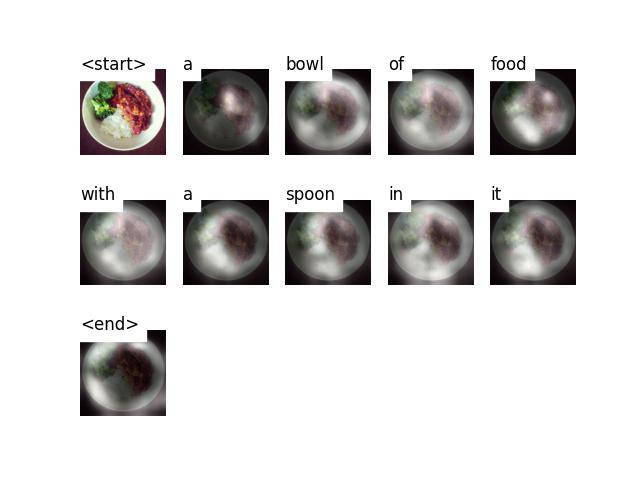 <start> a bowl of food
with a spoon in it
<end>